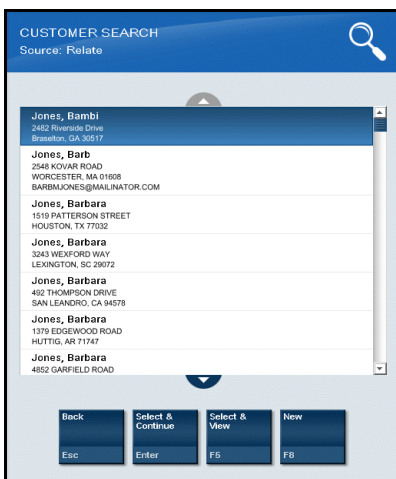 CUSTOMER SEARCH
Source: Relate
Jones, Bambi
2482 Riverside Drive
Braselton, GA 30517
Jones, Barb
2548 KOVAR ROAD
WORCESTER, MA 01608
BARBMJONES@MAILINATOR.COM
Jones, Barbara
1519 PATTERSON STREET
HOUSTON, TX 77032
Jones, Barbara
3243 WEXFORD WAY
LEXINGTON, SC 29072
Jones, Barbara
492 THOMPSON DRIVE
SAN LEANDRO, CA 94578
Jones, Barbara
1379 EDGEWOOD ROAD
HUTTIG, AR 71747
Jones, Barbara
4852 GARFIELD ROAD
Back
Esc
Select &
Continue
Enter
Select &
View
F5
New
F8